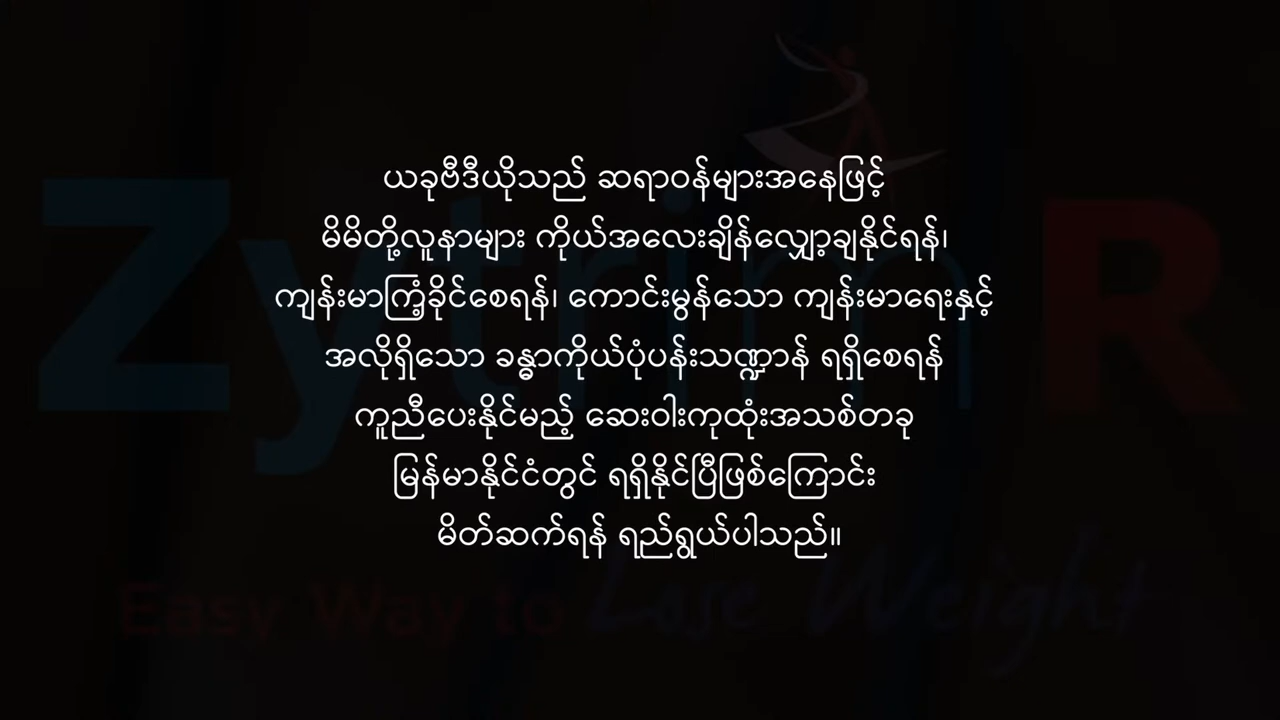 ယခုဗီဒီယိုသည် ဆရာဝန်များအနေဖြင့်
မိမိတို့လူနာများ ကိုယ်အလေးချိန်လျှော့ချနိုင်ရန်၊
ကျန်းမာကြံ့ခိုင်စေရန်၊ ကောင်းမွန်သော ကျန်းမာရေးနှင့်
အလိုရှိသော ခန္ဓာကိုယ်ပုံပန်းသဏ္ဍာန် ရရှိစေရန်
ကူညီပေးနိုင်မည့် ဆေးဝါးကုထုံးအသစ်တခု
မြန်မာနိုင်ငံတွင် ရရှိနိုင်ပြီဖြစ်ကြောင်း
မိတ်ဆက်ရန် ရည်ရွယ်ပါသည်။
Zytrim R
Easy Way to Lose Weight